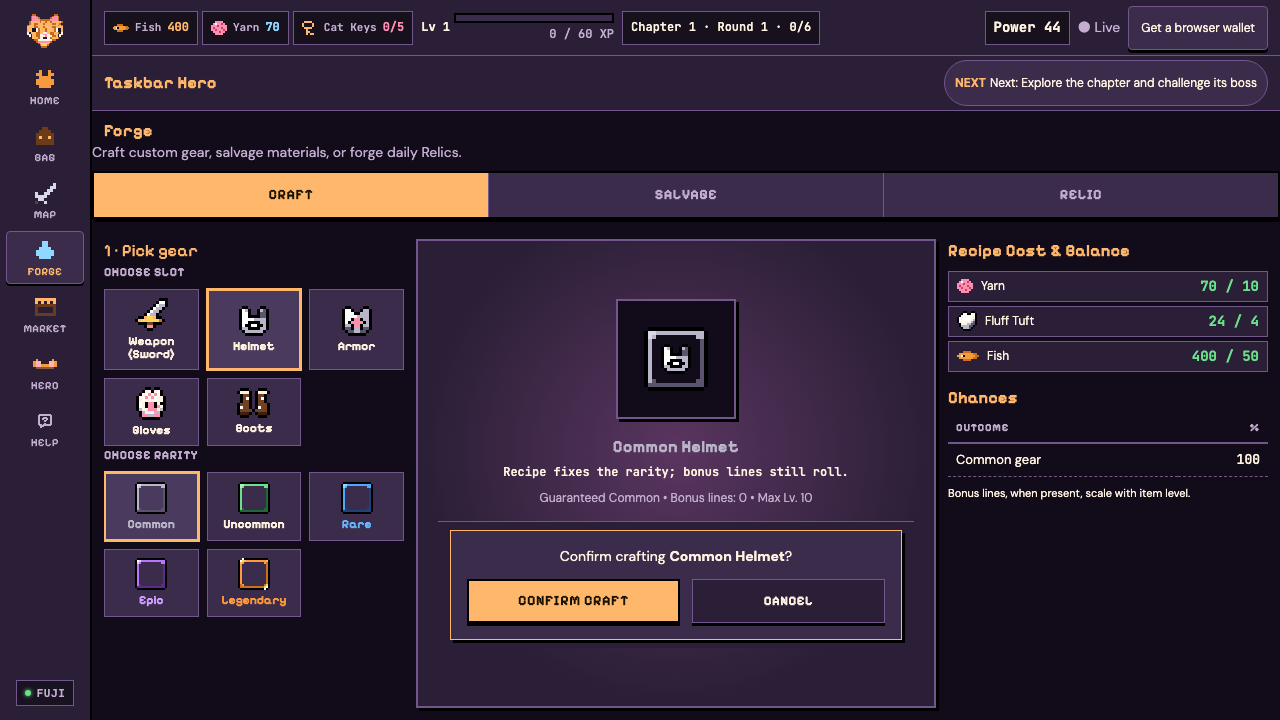 Fish 400
Yarn 70
Cat Keys 0/5
Lv 1
0 / 60 XP
Chapter 1 · Round 1 · 0/6
Power 44
Live
Get a browser wallet
HOME
BAG
MAP
FORGE
MARKET
HERO
HELP
FUJI
Taskbar Hero
NEXT Next: Explore the chapter and challenge its boss
Forge
Craft custom gear, salvage materials, or forge daily Relics.
CRAFT
SALVAGE
RELIC
1 · Pick gear
CHOOSE SLOT
Weapon
(Sword)
Helmet
Armor
Gloves
Boots
CHOOSE RARITY
Common
Uncommon
Rare
Epic
Legendary
Common Helmet
Recipe fixes the rarity; bonus lines still roll.
Guaranteed Common • Bonus lines: 0 • Max Lv. 10
Confirm crafting Common Helmet?
CONFIRM CRAFT
CANCEL
Recipe Cost & Balance
Yarn 70 / 10
Fluff Tuft 24 / 4
Fish 400 / 50
Chances
OUTCOME %
Common gear 100
Bonus lines, when present, scale with item level.